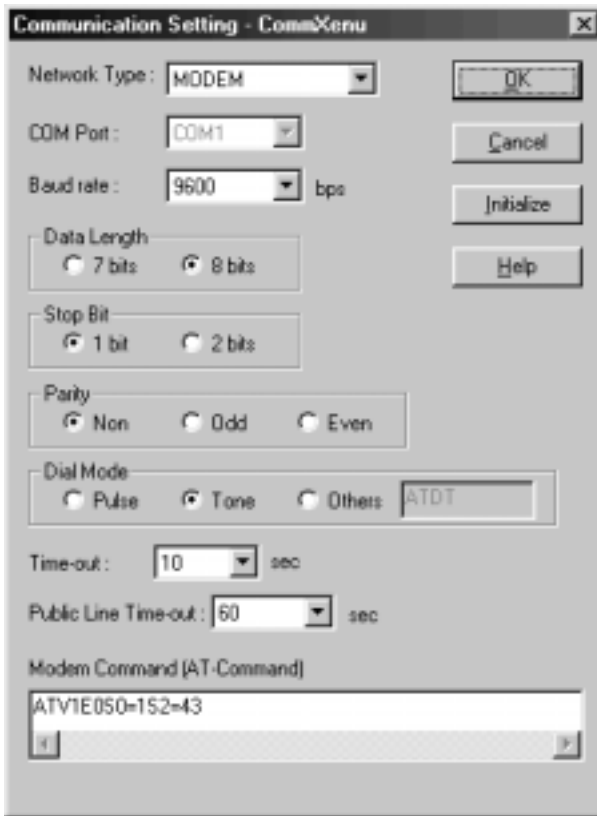 Communication Setting - CommXenu
Network Type : MODEM
OK
COM Port : COM1
Cancel
Baud rate : 9600 bps
Initialize
Data Length
7 bits 8 bits
Help
Stop Bit
1 bit 2 bits
Parity
Non Odd Even
Dial Mode
Pulse Tone Others ATDT
Time-out : 10 sec
Public Line Time-out : 60 sec
Modem Command (AT-Command)
ATV1E0S0=1S2=43